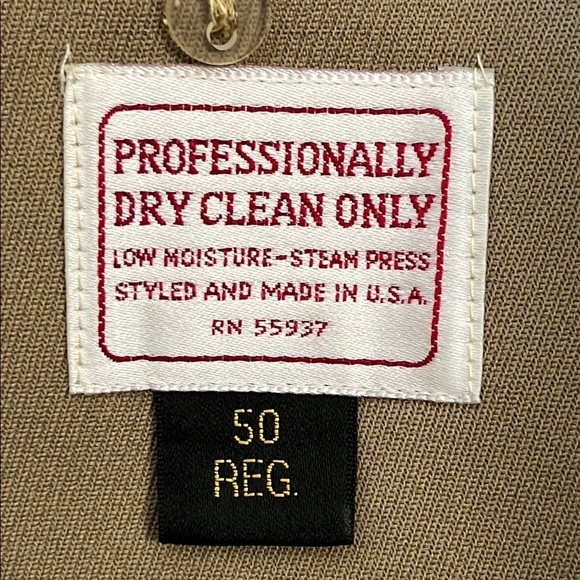 PROFESSIONALLY
DRY CLEAN ONLY
LOW MOISTURE-STEAM PRESS
STYLED AND MADE IN U.S.A.
RN 55937
50
REG.